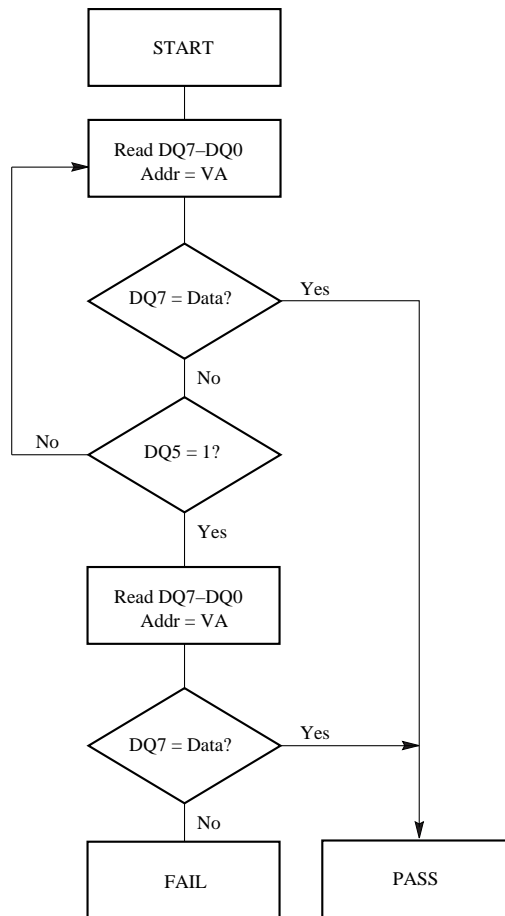 START
Read DQ7–DQ0
Addr = VA
DQ7 = Data?
Yes
No
No
DQ5 = 1?
Yes
Read DQ7–DQ0
Addr = VA
DQ7 = Data?
Yes
No
FAIL
PASS